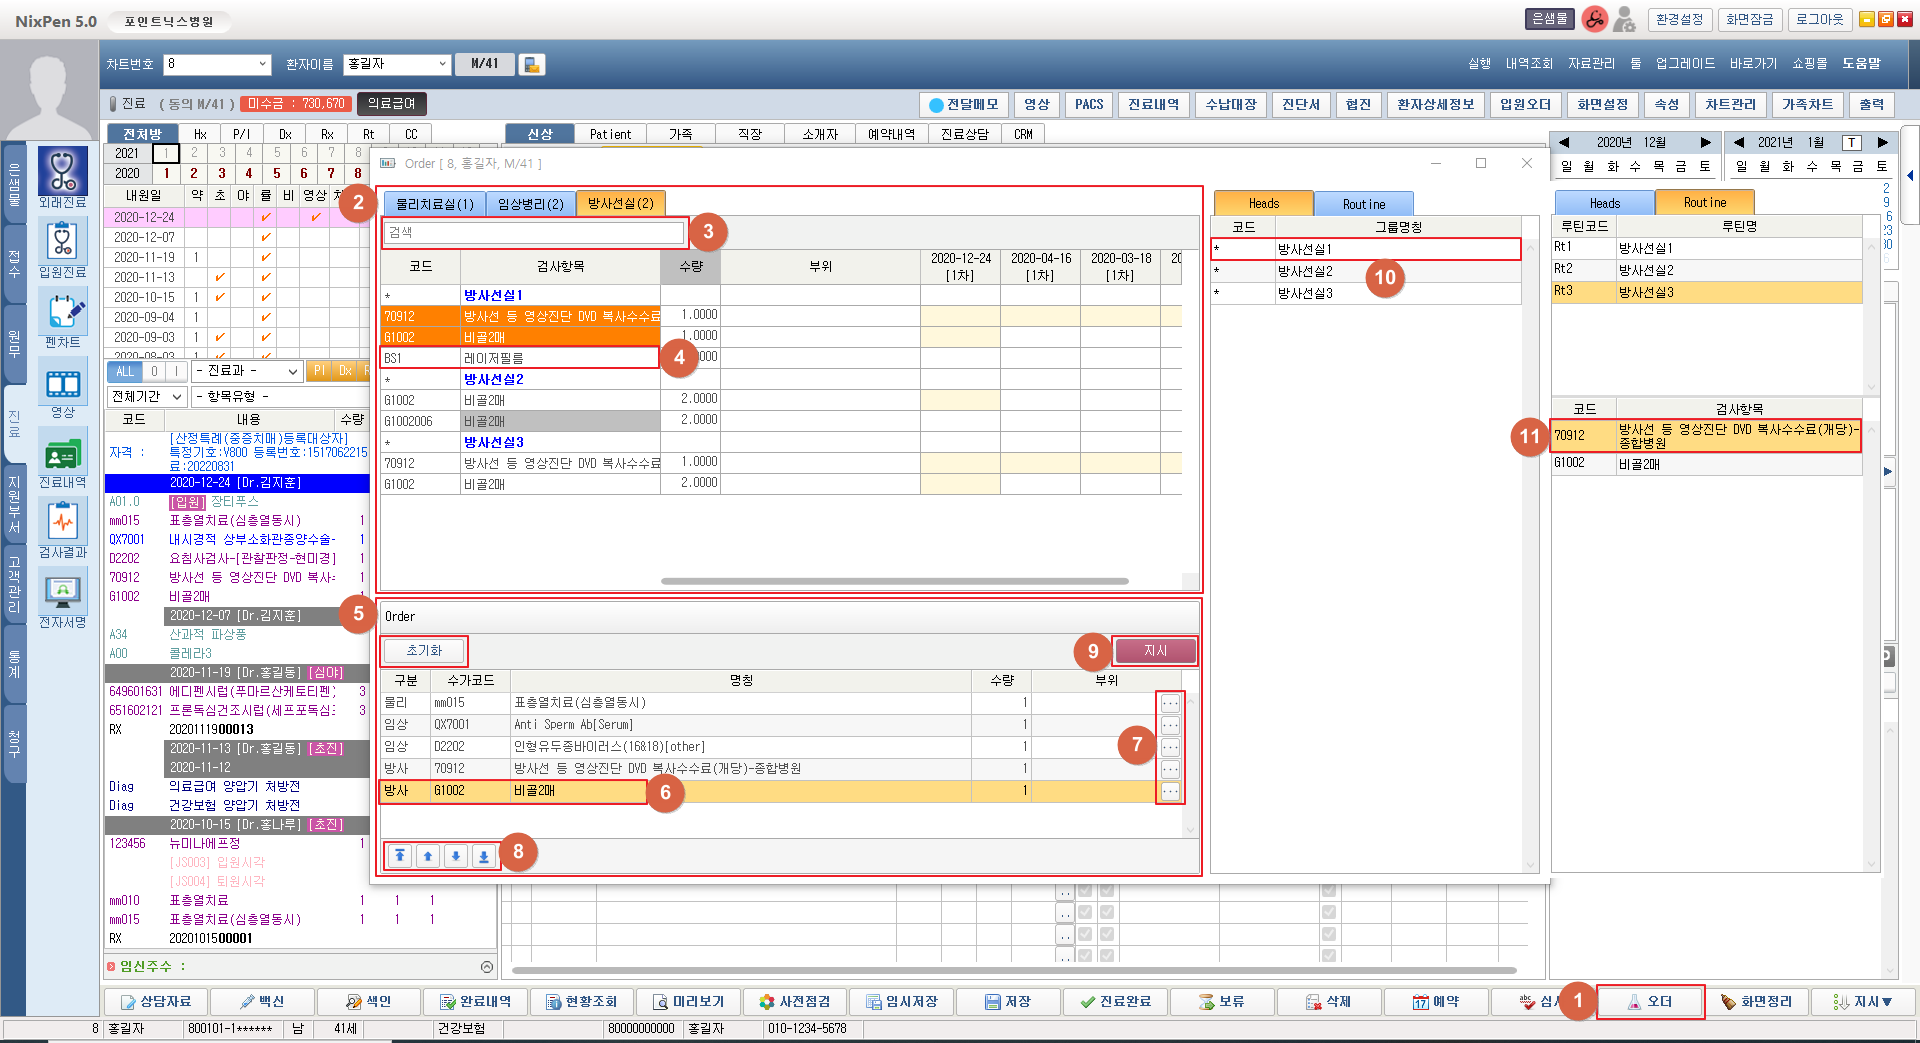 NixPen 5.0 포인트닉스병원 은샘물 환경설정 화면잠금 로그아웃
차트번호 8 환자이름 홍길자 M/41 실행 내역조회 자료관리 툴 업그레이드 바로가기 쇼핑몰 도움말
진료 ( 동의 M/41 ) 미수금 : 730,670 의료급여 전달메모 영상 PACS 진료내역 수납대장 진단서 협진 환자상세정보 입원오더 화면설정 속성 차트관리 가족차트 출력
전처방 Hx P/I Dx Rx Rt CC 신상 Patient 가족 직장 소개자 예약내역 진료상담 CRM
2021 1 2 3 4 5 6 7 8
2020 1 2 3 4 5 6 7 8
내원일 약 초 야 물 비 영상
2020-12-24
2020-12-07
2020-11-19 1
2020-11-13
2020-10-15 1
2020-09-04 1
2020-09-03 1
2020-08-03
ALL O I - 진료과 - PI Dx
전체기간 - 항목유형 -
코드 내용 수량
자격 : [산정특례(중증치매)등록대상자]
특정기호:V800 등록번호:1517062215
료:20220831
2020-12-24 [Dr.김지훈]
A01.0 [입원] 장티푸스
mm015 표층열치료(심층열동시) 1
QX7001 내시경적 상부소화관종양수술- 1
D2202 요침사검사-[관찰판정-현미경] 1
70912 방사선 등 영상진단 DVD 복사 1
G1002 비골2매 1
2020-12-07 [Dr.김지훈]
A34 산과적 파상풍
A00 콜레라3
2020-11-19 [Dr.홍길동] [심야]
649601631 에디펜시럽(푸마르산케토티펜) 3
651602121 프론독심건조시럽(세프포독심 3
RX 2020111900013
2020-11-13 [Dr.홍길동] [초진]
2020-11-12
Diag 의료급여 양압기 처방전
Diag 건강보험 양압기 처방전
2020-10-15 [Dr.홍나루] [초진]
123456 뉴미나에프정 1
[JS003] 입원시각
[JS004] 퇴원시각
mm010 표층열치료 1 1 1
mm015 표층열치료(심층열동시) 1 1 1
RX 2020101500001
임신주수 :
은샘물
접수
원무
진료
지원부서
고객관리
통계
청구
외래진료
입원진료
펜차트
영상
진료내역
검사결과
전자서명
Order [ 8, 홍길자, M/41 ]
2 물리치료실(1) 임상병리(2) 방사선실(2)
검색 3
코드 검사항목 수량 부위 2020-12-24 [1차] 2020-04-16 [1차] 2020-03-18 [1차] 20 [1
* 방사선실1
70912 방사선 등 영상진단 DVD 복사수수료 1.0000
G1002 비골2매 1.0000
BS1 레이저필름 4 000
* 방사선실2
G1002 비골2매 2.0000
G1002006 비골2매 2.0000
* 방사선실3
70912 방사선 등 영상진단 DVD 복사수수료 1.0000
G1002 비골2매 2.0000
5 Order
초기화 9 지시
구분 수가코드 명칭 수량 부위
물리 mm015 표층열치료(심층열동시) 1 ...
임상 QX7001 Anti Sperm Ab[Serum] 1 ...
임상 D2202 인형유두종바이러스(16&18)[other] 1 ... 7
방사 70912 방사선 등 영상진단 DVD 복사수수료(개당)-종합병원 1 ...
방사 G1002 비골2매 6 1 ...
8
Heads Routine
코드 그룹명칭
* 방사선실1
* 방사선실2 10
* 방사선실3
2020년 12월 2021년 1월 T
일 월 화 수 목 금 토 일 월 화 수 목 금 토
Heads Routine
루틴코드 루틴명
Rt1 방사선실1
Rt2 방사선실2
Rt3 방사선실3
코드 검사항목
11 70912 방사선 등 영상진단 DVD 복사수수료(개당)-
종합병원
G1002 비골2매
2
9
6
23
30
상담자료 백신 색인 완료내역 현황조회 미리보기 사전점검 임시저장 저장 진료완료 보류 삭제 예약 심사 1 오더 화면정리 지시▼
8 홍길자 800101-1****** 남 41세 건강보험 80000000000 홍길자 010-1234-5678